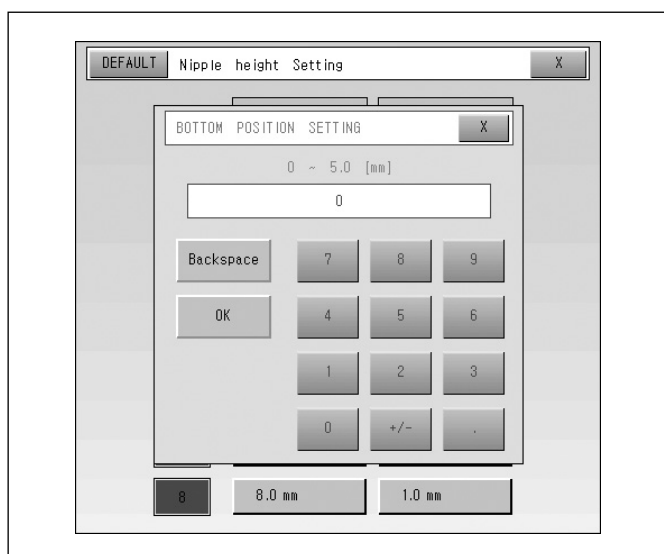 DEFAULT Nipple height Setting X
BOTTOM POSITION SETTING X
0 ~ 5.0 [mm]
0
Backspace 7 8 9
OK 4 5 6
1 2 3
0 +/- .
8 8.0 mm 1.0 mm